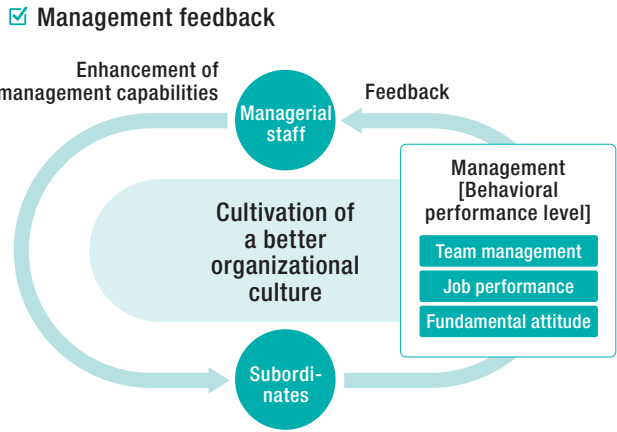 Management feedback
Enhancement of
management capabilities
Managerial
staff
Feedback
Management
[Behavioral
performance level]
Team management
Job performance
Fundamental attitude
Cultivation of
a better
organizational
culture
Subordi-
nates